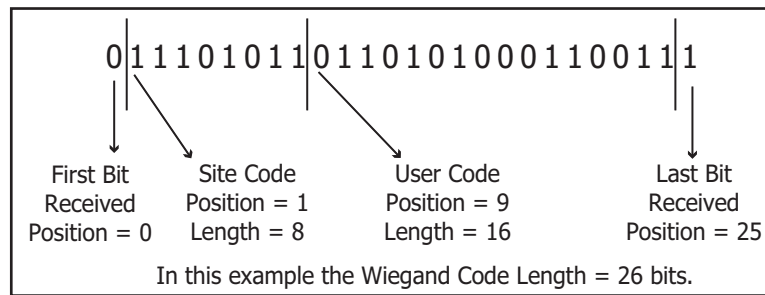 0 1 1 1 0 1 0 1 1 0 1 1 0 1 0 1 0 0 0 1 1 0 0 1 1 1
First Bit
Received
Position = 0
Site Code
Position = 1
Length = 8
User Code
Position = 9
Length = 16
Last Bit
Received
Position = 25
In this example the Wiegand Code Length = 26 bits.